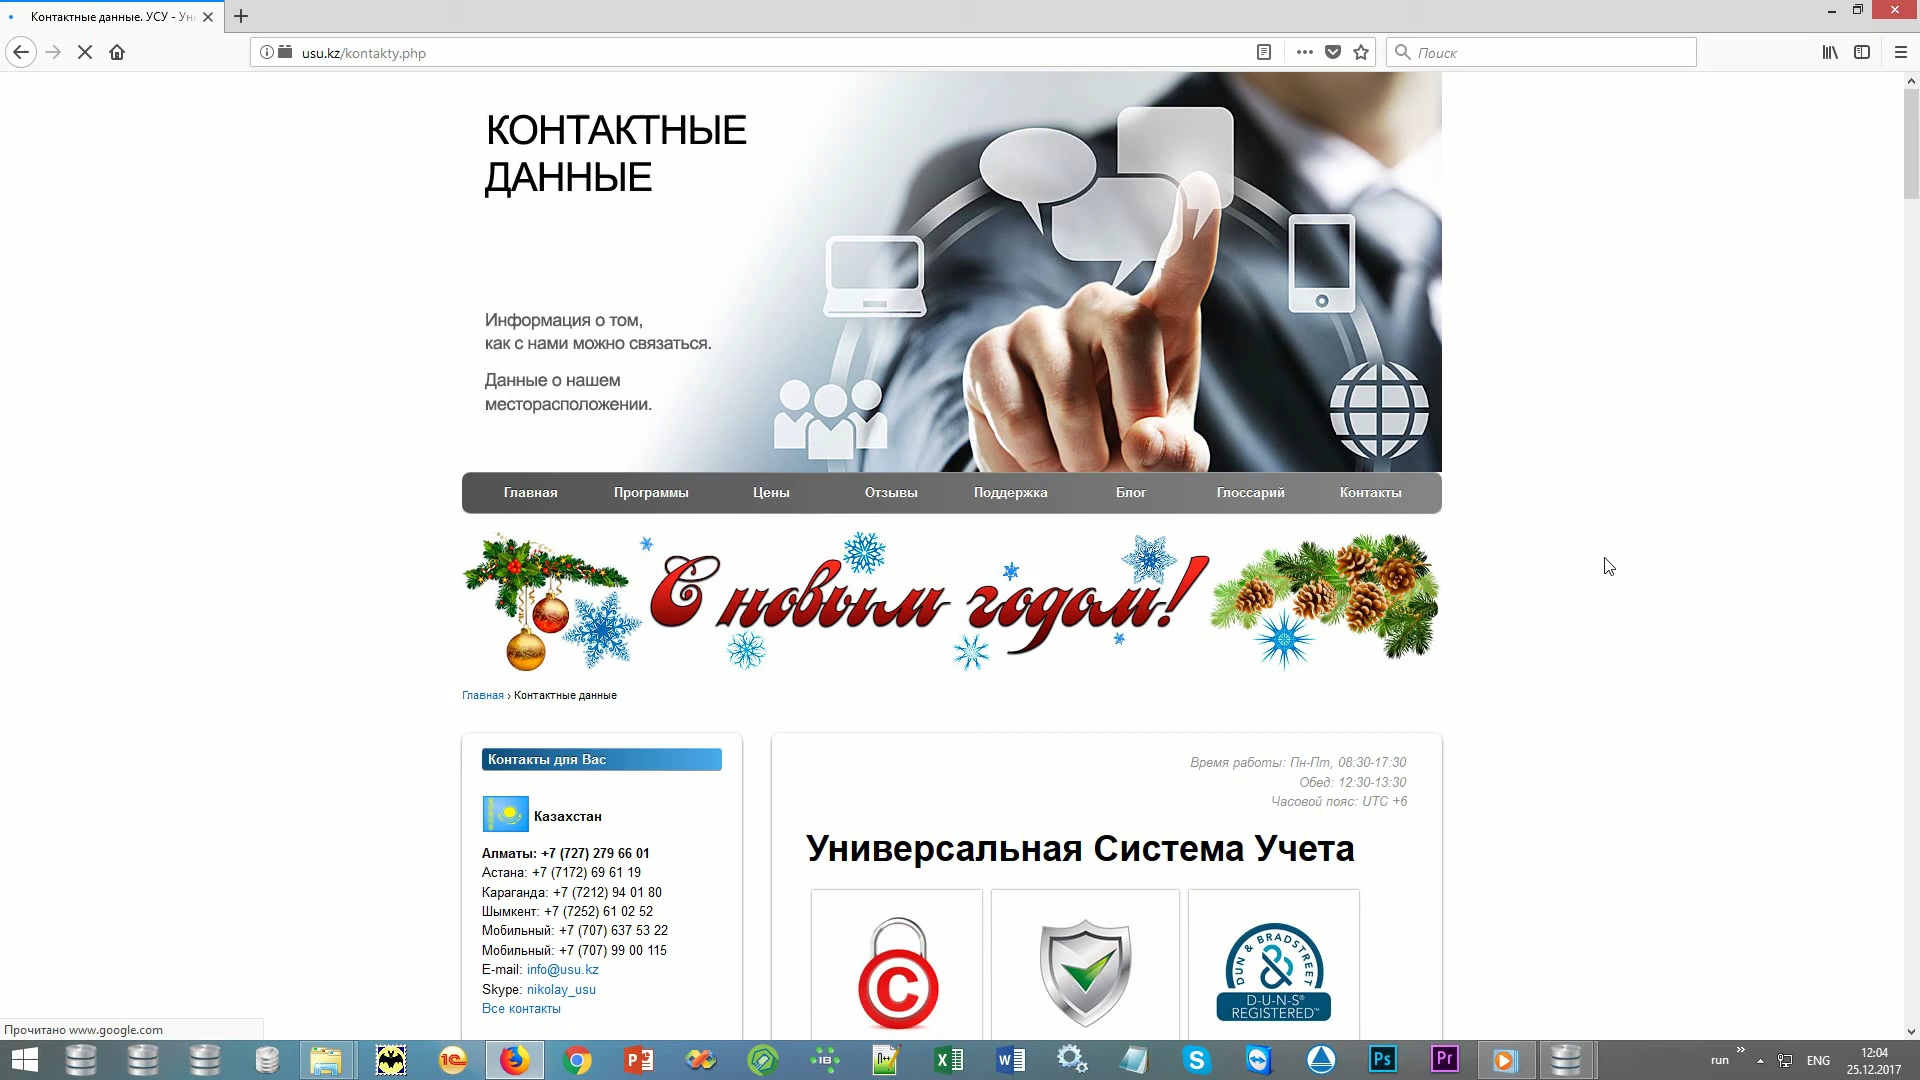 Контактные данные. УСУ - Ун
usu.kz/kontakty.php
Поиск
КОНТАКТНЫЕ
ДАННЫЕ
Информация о том,
как с нами можно связаться.
Данные о нашем
месторасположении.
Главная Программы Цены Отзывы Поддержка Блог Глоссарий Контакты
С новым годом!
Главная › Контактные данные
Контакты для Вас
Казахстан
Алматы: +7 (727) 279 66 01
Астана: +7 (7172) 69 61 19
Караганда: +7 (7212) 94 01 80
Шымкент: +7 (7252) 61 02 52
Мобильный: +7 (707) 637 53 22
Мобильный: +7 (707) 99 00 115
E-mail: info@usu.kz
Skype: nikolay_usu
Все контакты
Время работы: Пн-Пт, 08:30-17:30
Обед: 12:30-13:30
Часовой пояс: UTC +6
Универсальная Система Учета
C
DUN & BRADSTREET
&
D-U-N-S®
REGISTERED™
Прочитано www.google.com
run
ENG
12:04
25.12.2017